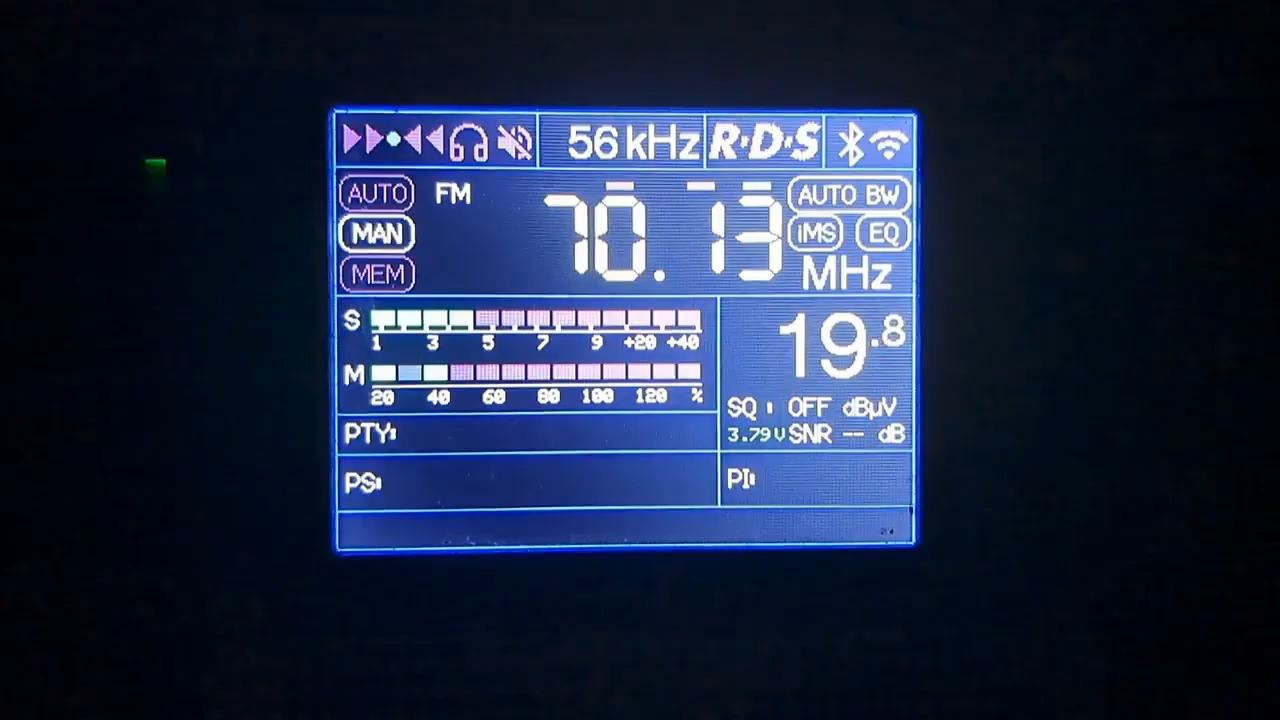 56 kHz R·D·S
AUTO FM 70.73 AUTO BW
MAN iMS EQ
MEM MHz
S
1 3 5 7 9 +20 +40
19.8
M
20 40 60 80 100 120 %
SQ: OFF dBµV
PTY: 3.79V SNR -- dB
PS: PI: